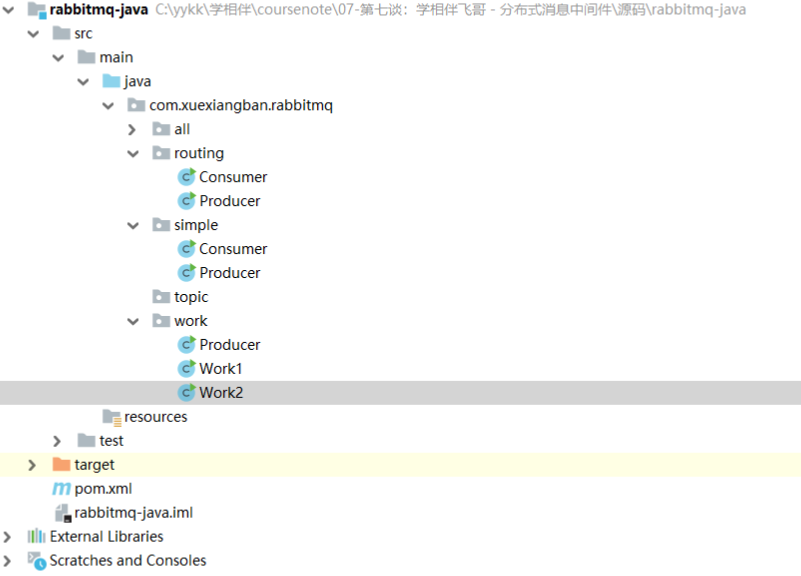 rabbitmq-java C:\yykk\学相伴\coursenote\07-第七谈：学相伴飞哥 - 分布式消息中间件\源码\rabbitmq-java
src
main
java
com.xuexiangban.rabbitmq
all
routing
Consumer
Producer
simple
Consumer
Producer
topic
work
Producer
Work1
Work2
resources
test
target
pom.xml
rabbitmq-java.iml
External Libraries
Scratches and Consoles